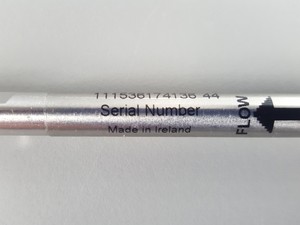 111536174136 44
Serial Number
Made in Ireland
FLOW